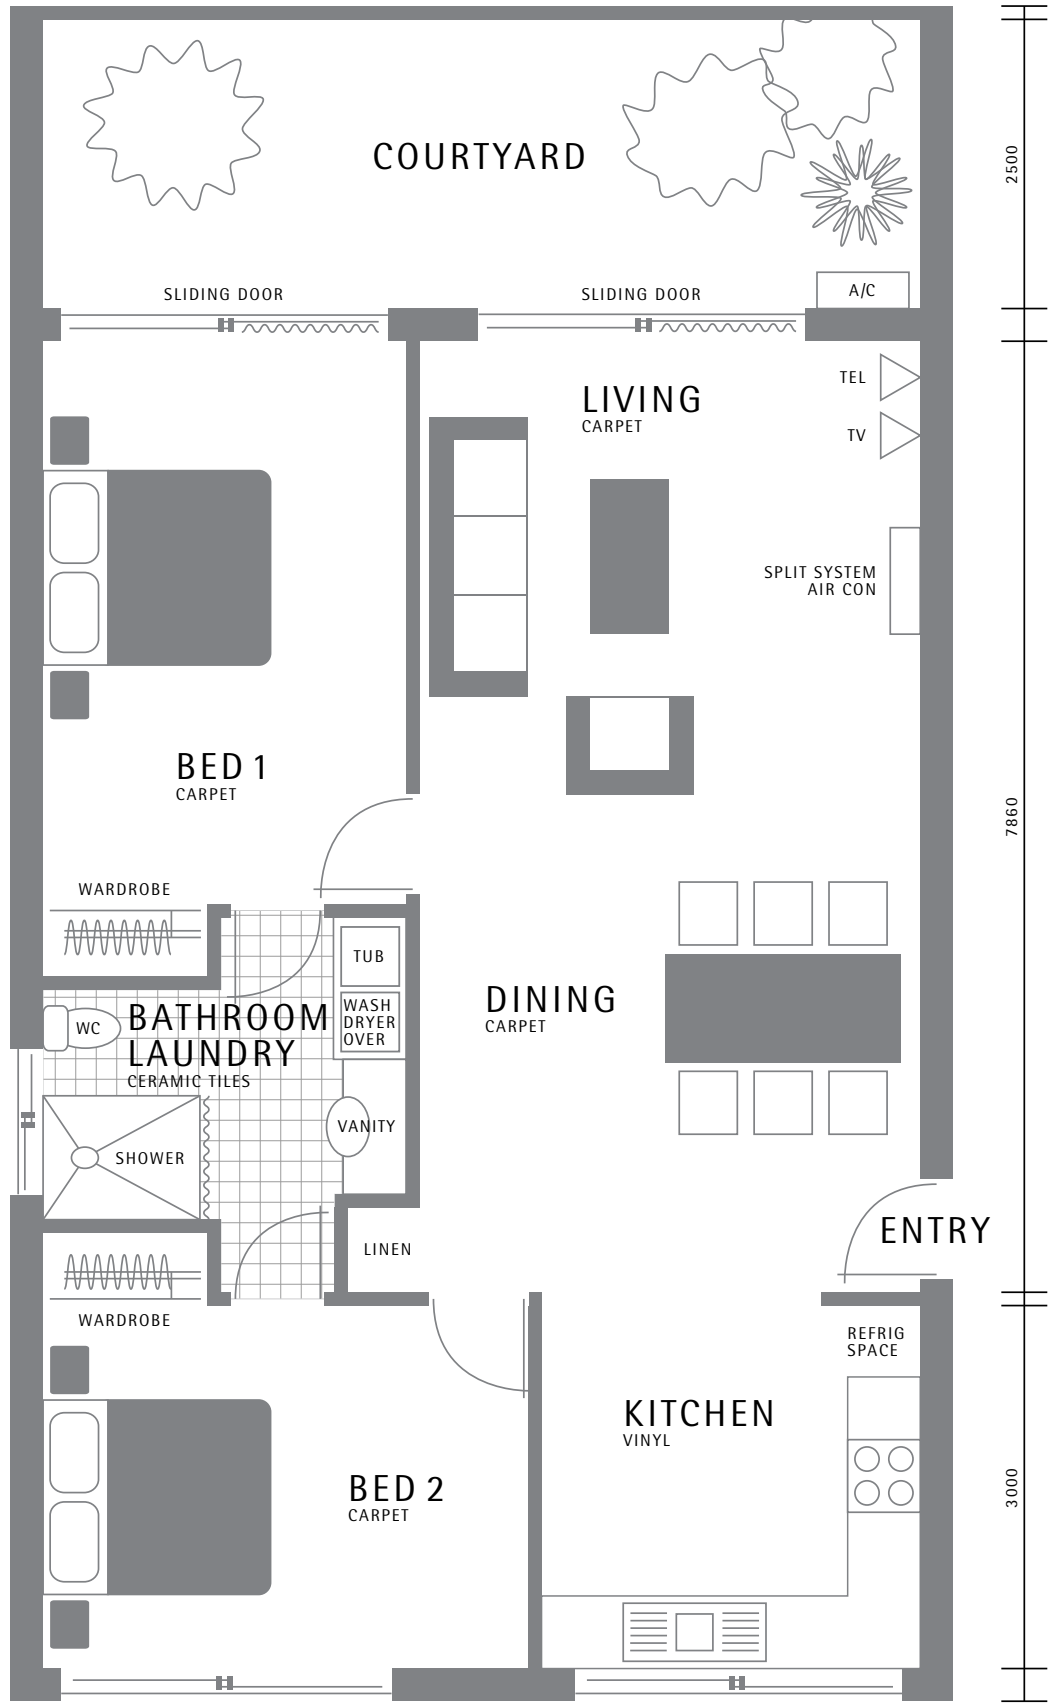 COURTYARD
2500
SLIDING DOOR
SLIDING DOOR
A/C
TEL
LIVING
CARPET
TV
SPLIT SYSTEM
AIR CON
BED 1
CARPET
7860
WARDROBE
TUB
WASH
DRYER
OVER
WC
BATHROOM
LAUNDRY
CERAMIC TILES
DINING
CARPET
VANITY
SHOWER
ENTRY
LINEN
WARDROBE
REFRIG
SPACE
KITCHEN
VINYL
BED 2
CARPET
3000